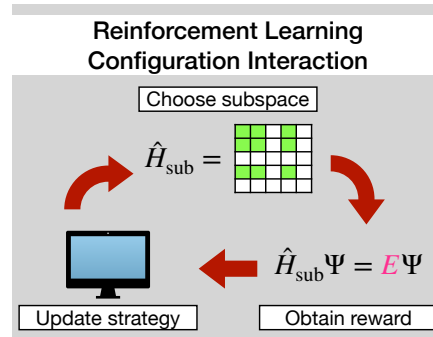 Reinforcement Learning
Configuration Interaction
Choose subspace
Ĥsub =
ĤsubΨ = EΨ
Update strategy
Obtain reward